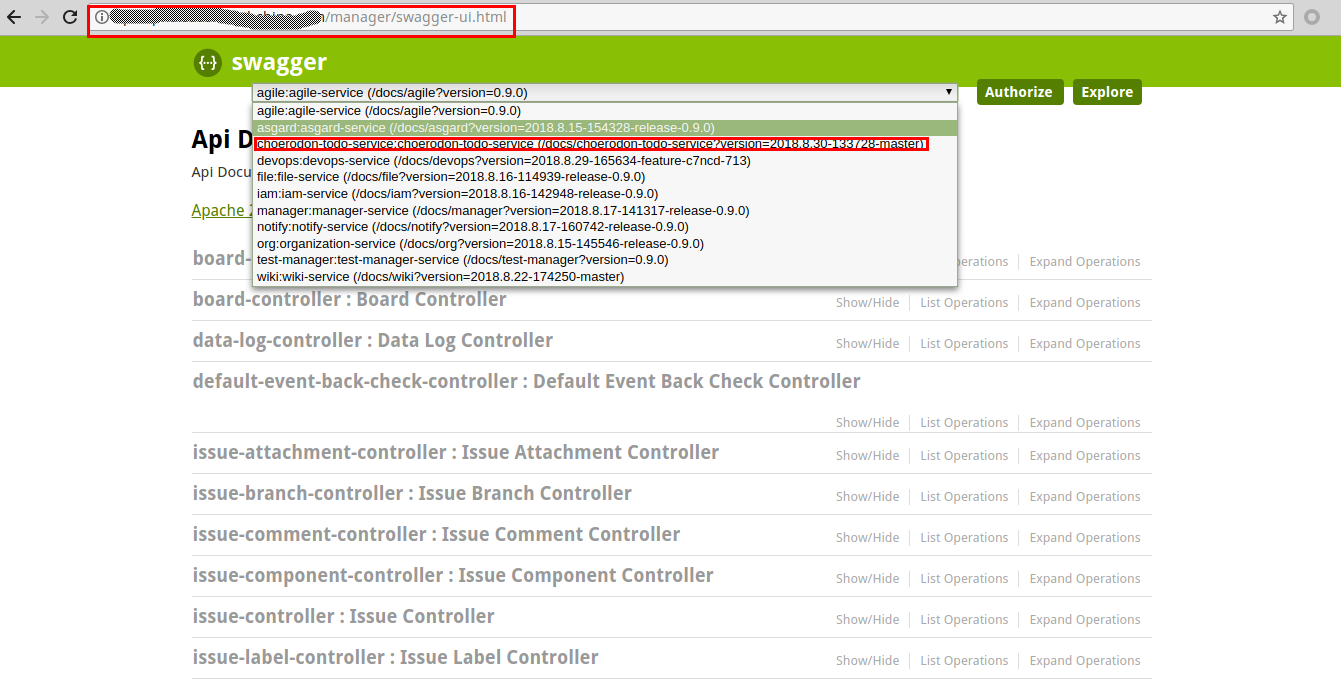 /manager/swagger-ui.html
swagger
agile:agile-service (/docs/agile?version=0.9.0)
Authorize
Explore
agile:agile-service (/docs/agile?version=0.9.0)
asgard:asgard-service (/docs/asgard?version=2018.8.15-154328-release-0.9.0)
choerodon-todo-service:choerodon-todo-service (/docs/choerodon-todo-service?version=2018.8.30-133728-master)
devops:devops-service (/docs/devops?version=2018.8.29-165634-feature-c7ncd-713)
file:file-service (/docs/file?version=2018.8.16-114939-release-0.9.0)
iam:iam-service (/docs/iam?version=2018.8.16-142948-release-0.9.0)
manager:manager-service (/docs/manager?version=2018.8.17-141317-release-0.9.0)
notify:notify-service (/docs/notify?version=2018.8.17-160742-release-0.9.0)
org:organization-service (/docs/org?version=2018.8.15-145546-release-0.9.0)
test-manager:test-manager-service (/docs/test-manager?version=0.9.0)
wiki:wiki-service (/docs/wiki?version=2018.8.22-174250-master)
Api D
Api Docu
Apache 2
board- perations Expand Operations
board-controller : Board Controller Show/Hide List Operations Expand Operations
data-log-controller : Data Log Controller Show/Hide List Operations Expand Operations
default-event-back-check-controller : Default Event Back Check Controller
Show/Hide List Operations Expand Operations
issue-attachment-controller : Issue Attachment Controller Show/Hide List Operations Expand Operations
issue-branch-controller : Issue Branch Controller Show/Hide List Operations Expand Operations
issue-comment-controller : Issue Comment Controller Show/Hide List Operations Expand Operations
issue-component-controller : Issue Component Controller Show/Hide List Operations Expand Operations
issue-controller : Issue Controller Show/Hide List Operations Expand Operations
issue-label-controller : Issue Label Controller Show/Hide List Operations Expand Operations